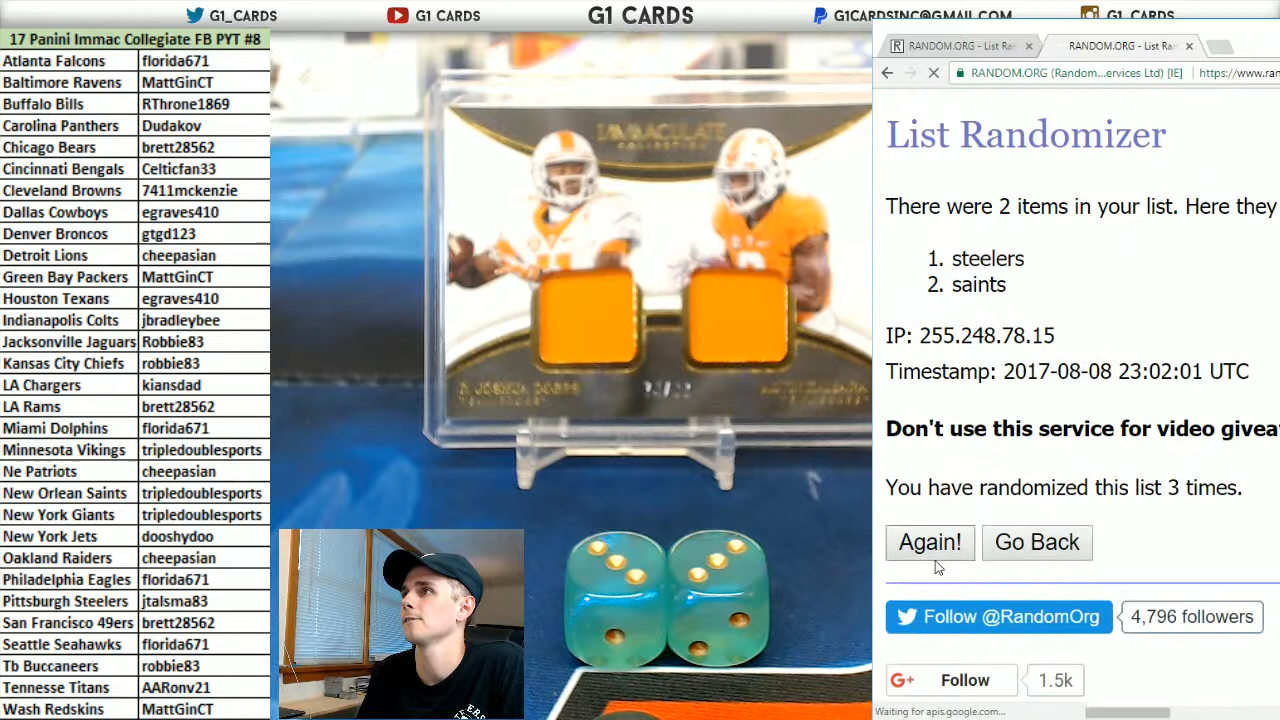 G1_CARDS
G1 CARDS
G1 CARDS
G1CARDSINC@GMAIL.COM
G1_CARDS
17 Panini Immac Collegiate FB PYT #8
Atlanta Falcons florida671
Baltimore Ravens MattGinCT
Buffalo Bills RThrone1869
Carolina Panthers Dudakov
Chicago Bears brett28562
Cincinnati Bengals Celticfan33
Cleveland Browns 7411mckenzie
Dallas Cowboys egraves410
Denver Broncos gtgd123
Detroit Lions cheepasian
Green Bay Packers MattGinCT
Houston Texans egraves410
Indianapolis Colts jbradleybee
Jacksonville Jaguars Robbie83
Kansas City Chiefs robbie83
LA Chargers kiansdad
LA Rams brett28562
Miami Dolphins florida671
Minnesota Vikings tripledoublesports
Ne Patriots cheepasian
New Orlean Saints tripledoublesports
New York Giants tripledoublesports
New York Jets dooshydoo
Oakland Raiders cheepasian
Philadelphia Eagles florida671
Pittsburgh Steelers jtalsma83
San Francisco 49ers brett28562
Seattle Seahawks florida671
Tb Buccaneers robbie83
Tennesse Titans AARonv21
Wash Redskins MattGinCT
IMMACULATE
COLLECTION
RANDOM.ORG - List Ra
RANDOM.ORG - List Ran
RANDOM.ORG (Random...ervices Ltd) [IE] https://www.ran
List Randomizer
There were 2 items in your list. Here they
1. steelers
2. saints
IP: 255.248.78.15
Timestamp: 2017-08-08 23:02:01 UTC
Don't use this service for video givea
You have randomized this list 3 times.
Again! Go Back
Follow @RandomOrg 4,796 followers
G+ Follow 1.5k
Waiting for apis.google.com...